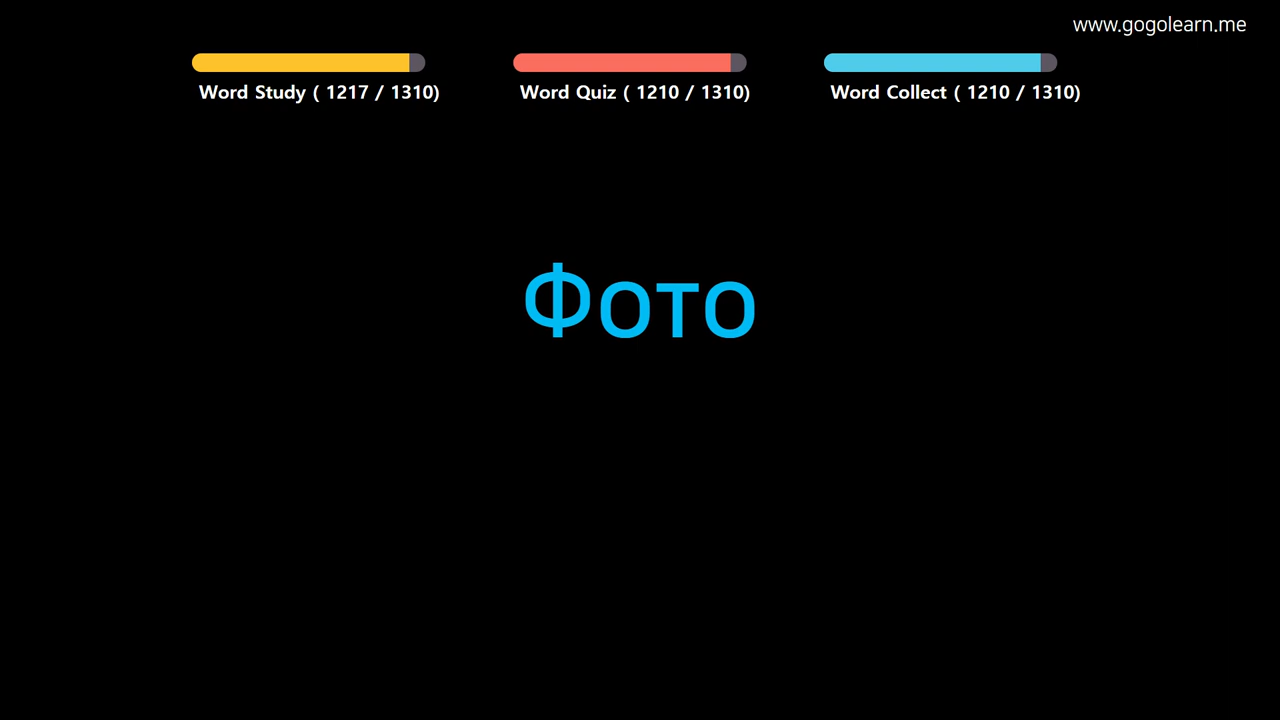 www.gogolearn.me
Word Study ( 1217 / 1310)
Word Quiz ( 1210 / 1310)
Word Collect ( 1210 / 1310)
Фото